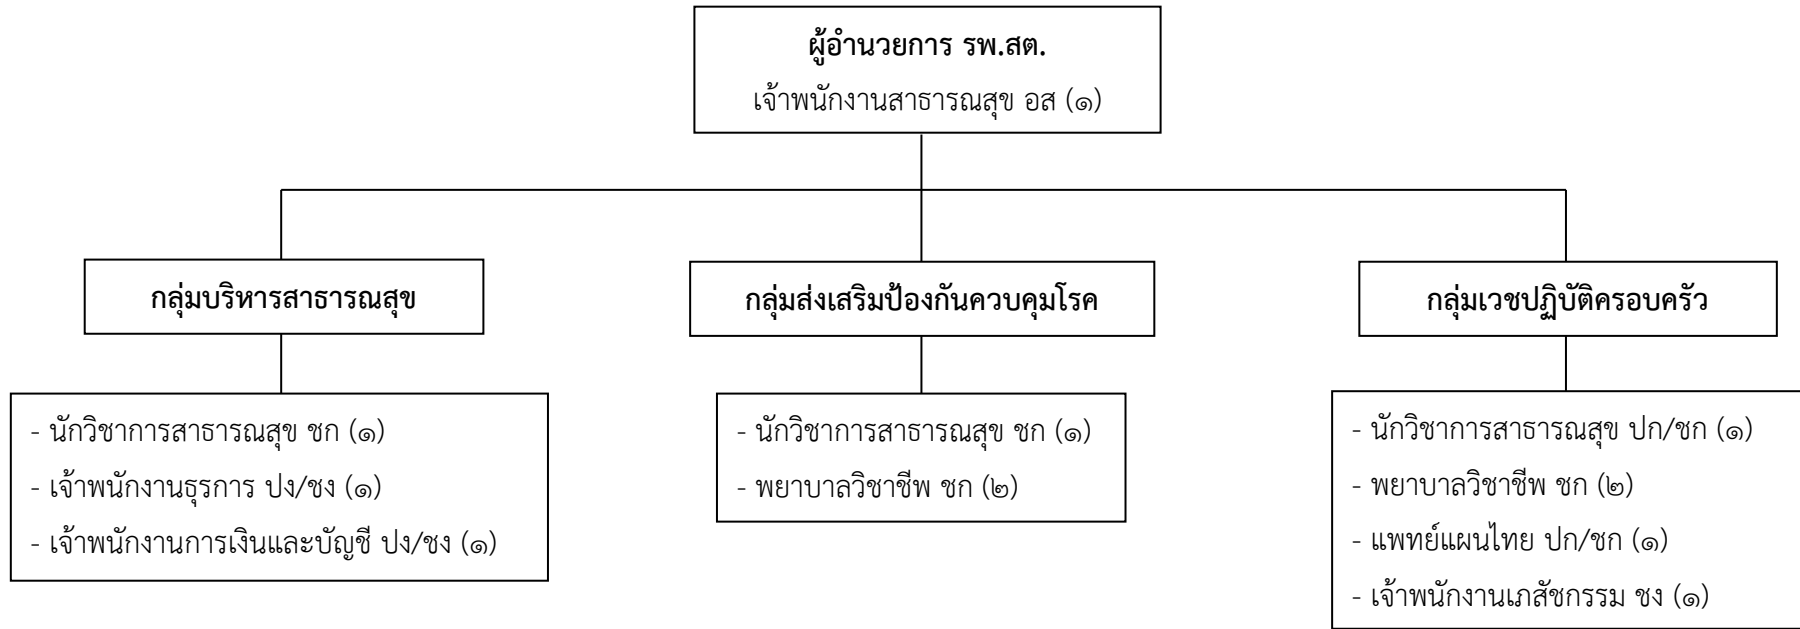 ผู้อำนวยการ รพ.สต.
เจ้าพนักงานสาธารณสุข อส (๑)
กลุ่มบริหารสาธารณสุข
- นักวิชาการสาธารณสุข ชก (๑)
- เจ้าพนักงานธุรการ ปง/ชง (๑)
- เจ้าพนักงานการเงินและบัญชี ปง/ชง (๑)
กลุ่มส่งเสริมป้องกันควบคุมโรค
- นักวิชาการสาธารณสุข ชก (๑)
- พยาบาลวิชาชีพ ชก (๒)
กลุ่มเวชปฏิบัติครอบครัว
- นักวิชาการสาธารณสุข ปก/ชก (๑)
- พยาบาลวิชาชีพ ชก (๒)
- แพทย์แผนไทย ปก/ชก (๑)
- เจ้าพนักงานเภสัชกรรม ชง (๑)